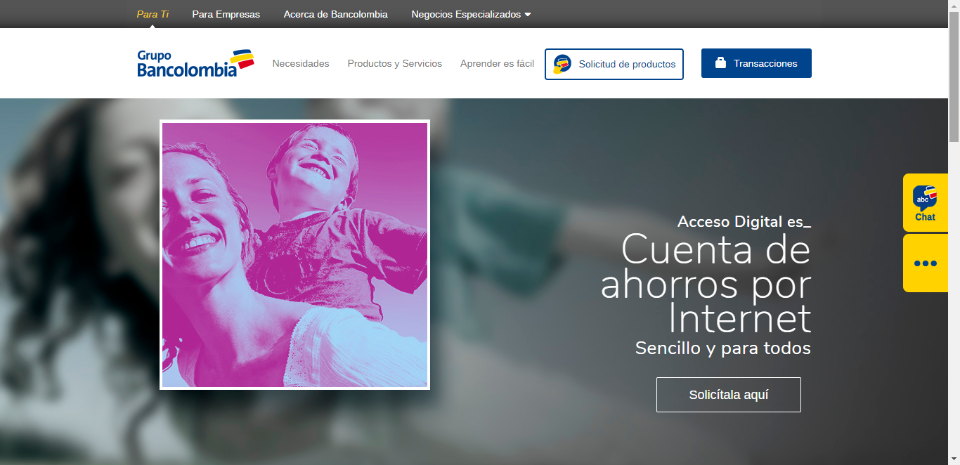 Para Ti Para Empresas Acerca de Bancolombia Negocios Especializados
Grupo
Bancolombia
Necesidades Productos y Servicios Aprender es fácil Solicitud de productos Transacciones
abc
Chat
Acceso Digital es_
Cuenta de
ahorros por
Internet
Sencillo y para todos
Solicítala aquí